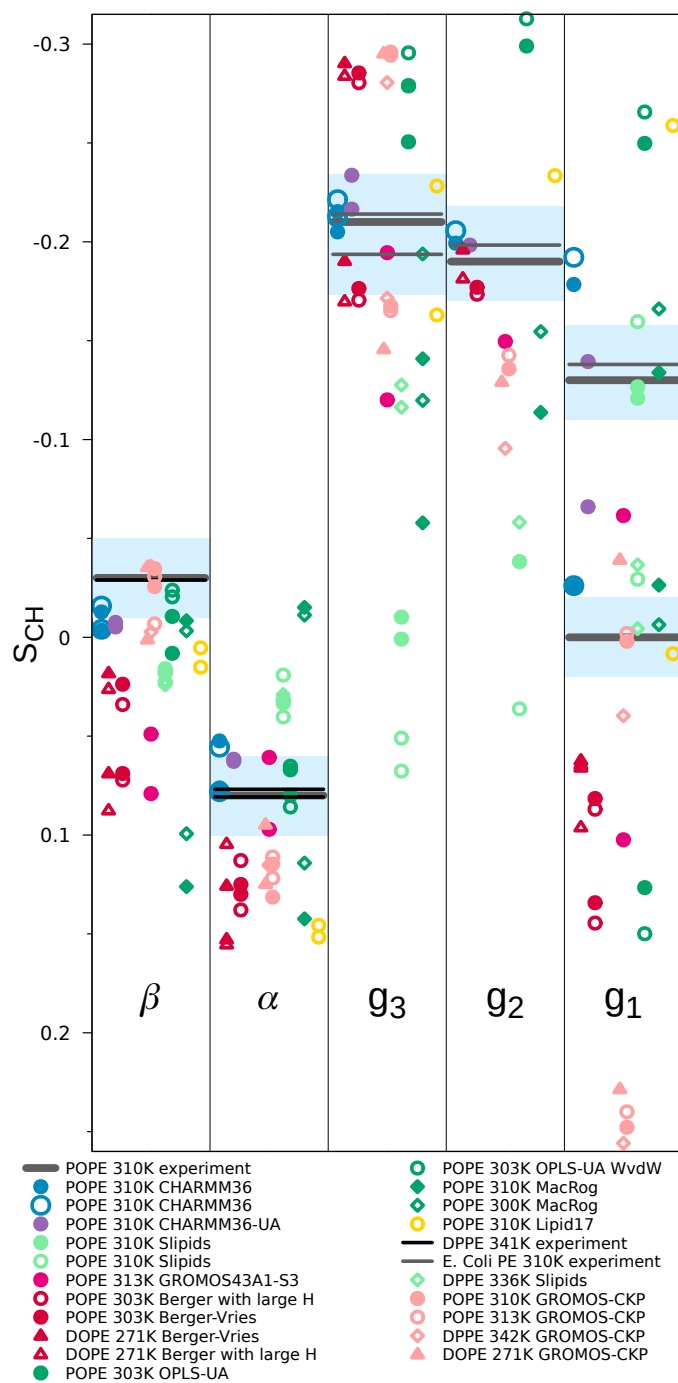 -0.3
-0.2
-0.1
0
0.1
0.2
SCH
β α g3 g2 g1
POPE 310K experiment
POPE 310K CHARMM36
POPE 310K CHARMM36
POPE 310K CHARMM36-UA
POPE 310K Slipids
POPE 310K Slipids
POPE 313K GROMOS43A1-S3
POPE 303K Berger with large H
POPE 303K Berger-Vries
DOPE 271K Berger-Vries
DOPE 271K Berger with large H
POPE 303K OPLS-UA
POPE 303K OPLS-UA WvdW
POPE 310K MacRog
POPE 300K MacRog
POPE 310K Lipid17
DPPE 341K experiment
E. Coli PE 310K experiment
DPPE 336K Slipids
POPE 310K GROMOS-CKP
POPE 313K GROMOS-CKP
DPPE 342K GROMOS-CKP
DOPE 271K GROMOS-CKP